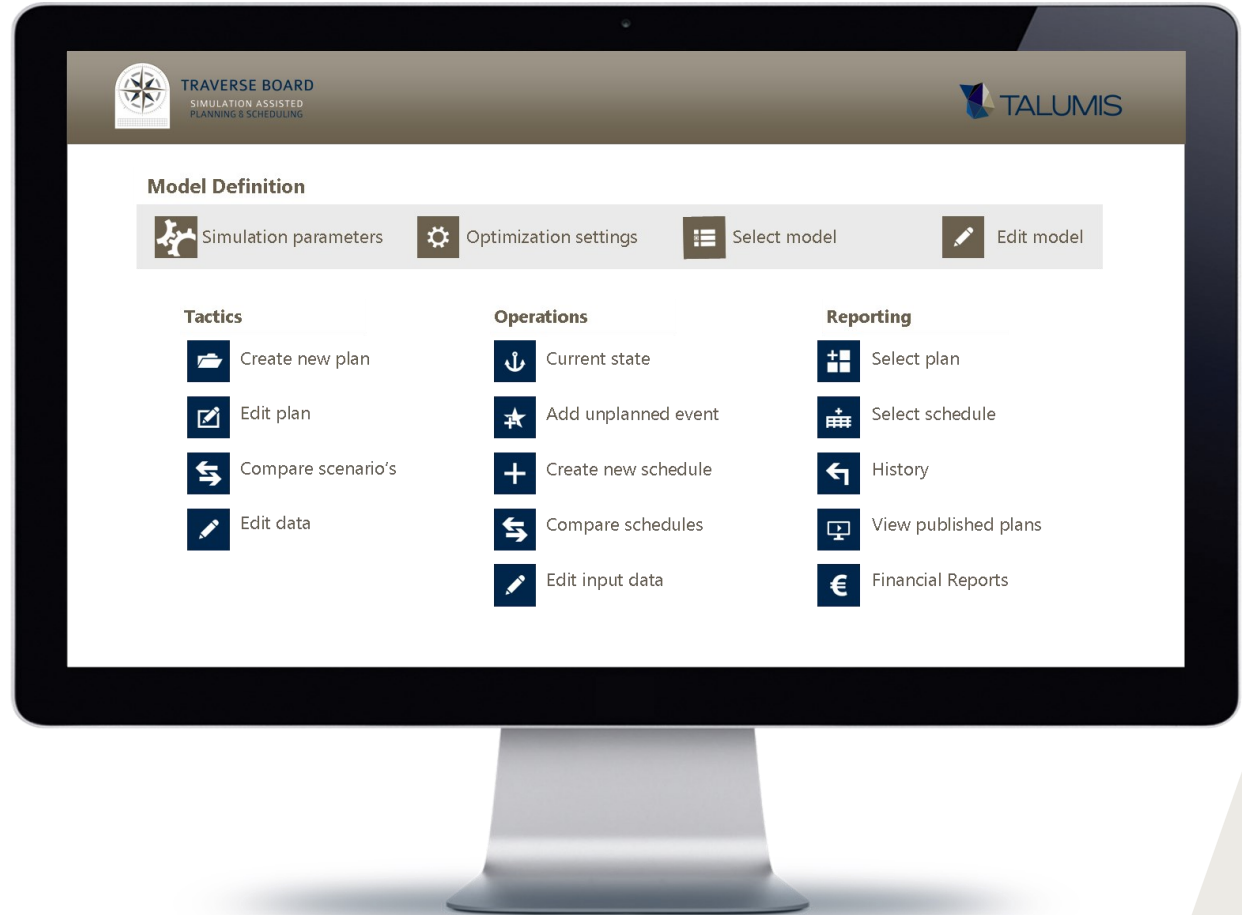 TRAVERSE BOARD
SIMULATION ASSISTED
PLANNING & SCHEDULING
TALUMIS
Model Definition
Simulation parameters
Optimization settings
Select model
Edit model
Tactics
Create new plan
Edit plan
Compare scenario's
Edit data
Operations
Current state
Add unplanned event
Create new schedule
Compare schedules
Edit input data
Reporting
Select plan
Select schedule
History
View published plans
€
Financial Reports